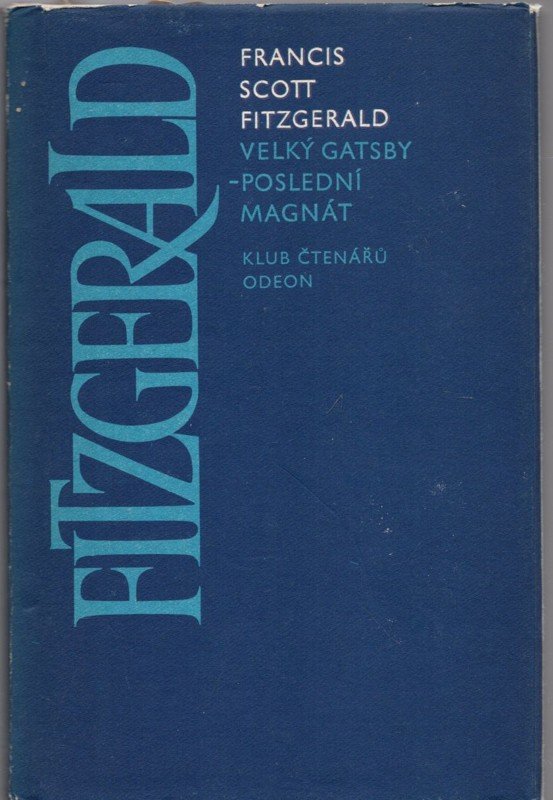 FITZGERALD
FRANCIS
SCOTT
FITZGERALD
VELKÝ GATSBY
-POSLEDNÍ
MAGNÁT
KLUB ČTENÁŘŮ
ODEON